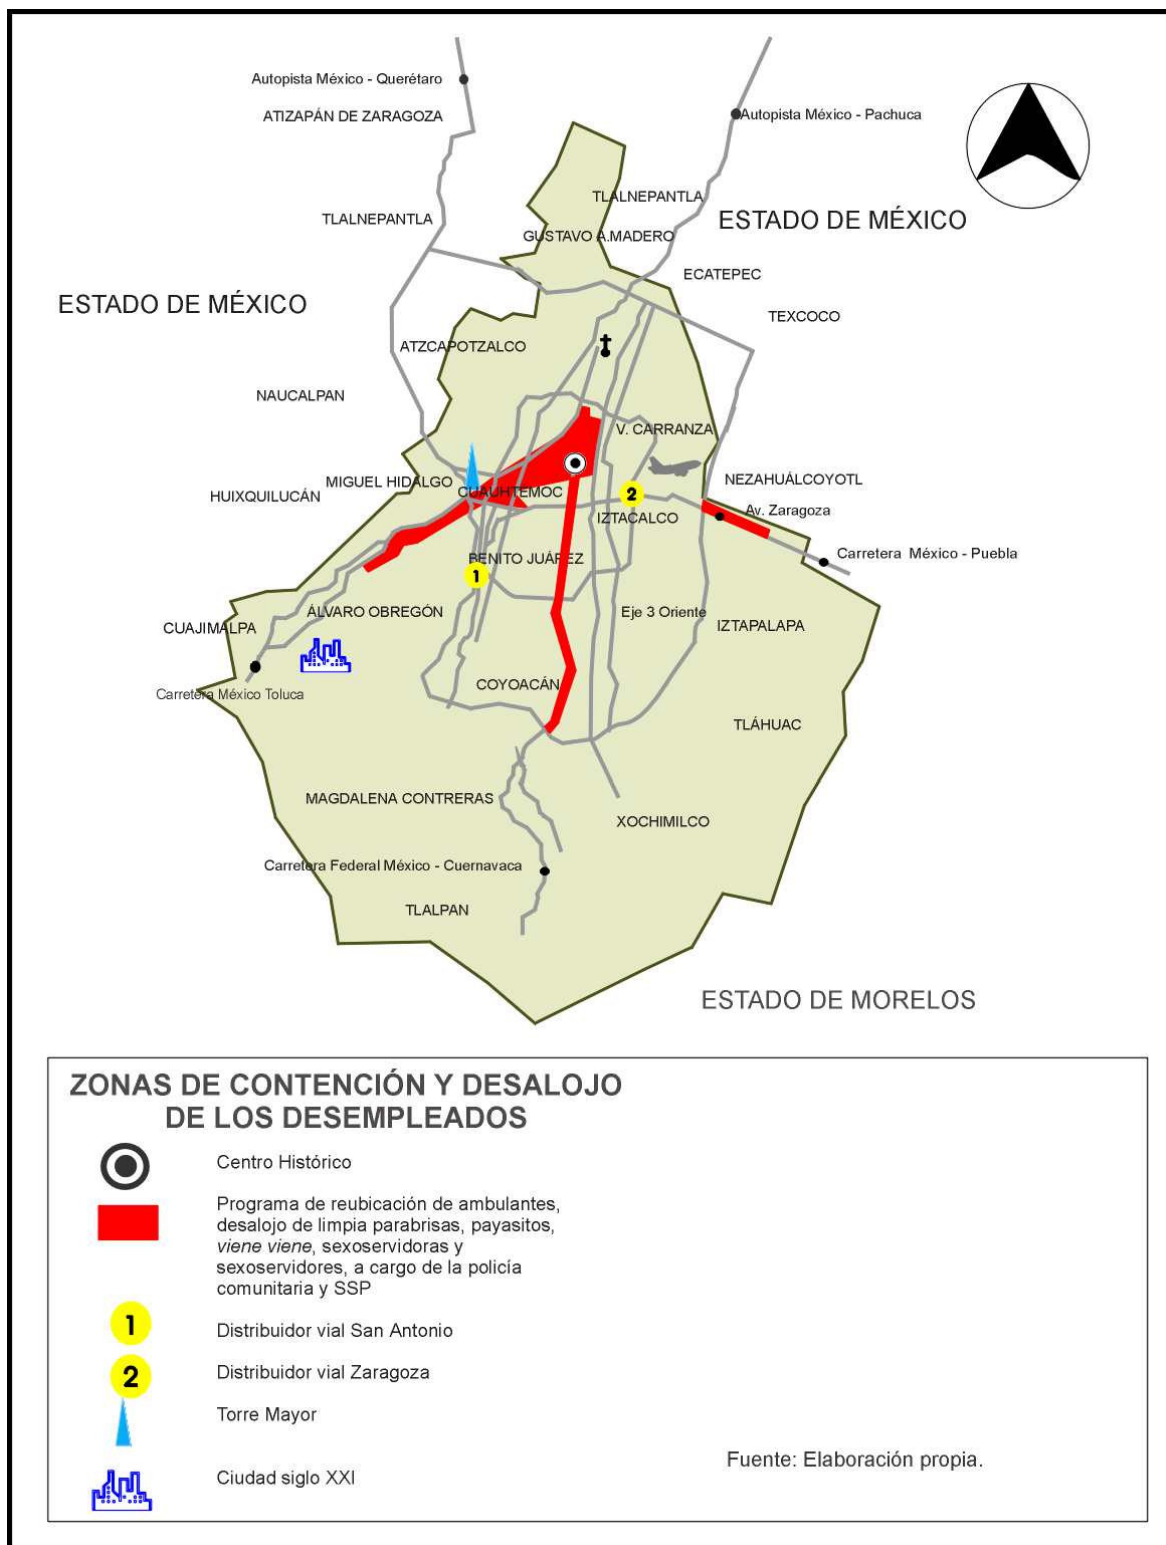 Autopista México - Querétaro
ATIZAPÁN DE ZARAGOZA
Autopista México - Pachuca
TLALNEPANTLA
TLALNEPANTLA
ESTADO DE MÉXICO
GUSTAVO A.MADERO
ECATEPEC
ESTADO DE MÉXICO
TEXCOCO
ATZCAPOTZALCO
NAUCALPAN
V. CARRANZA
MIGUEL HIDALGO
NEZAHUÁLCOYOTL
HUIXQUILUCÁN
CUAUHTEMOC
2
Av. Zaragoza
IZTACALCO
Carretera México - Puebla
BENITO JUÁREZ
1
ÁLVARO OBREGÓN
Eje 3 Oriente
CUAJIMALPA
IZTAPALAPA
COYOACÁN
Carretera México Toluca
TLÁHUAC
MAGDALENA CONTRERAS
XOCHIMILCO
Carretera Federal México - Cuernavaca
TLALPAN
ESTADO DE MORELOS
ZONAS DE CONTENCIÓN Y DESALOJO
DE LOS DESEMPLEADOS
Centro Histórico
Programa de reubicación de ambulantes,
desalojo de limpia parabrisas, payasitos,
viene viene, sexoservidoras y
sexoservidores, a cargo de la policía
comunitaria y SSP
1
Distribuidor vial San Antonio
2
Distribuidor vial Zaragoza
Torre Mayor
Ciudad siglo XXI
Fuente: Elaboración propia.